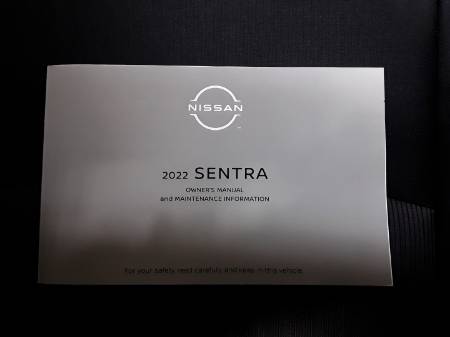 NISSAN
2022 SENTRA
OWNER'S MANUAL
and MAINTENANCE INFORMATION
For your safety read carefully and keep in this vehicle.